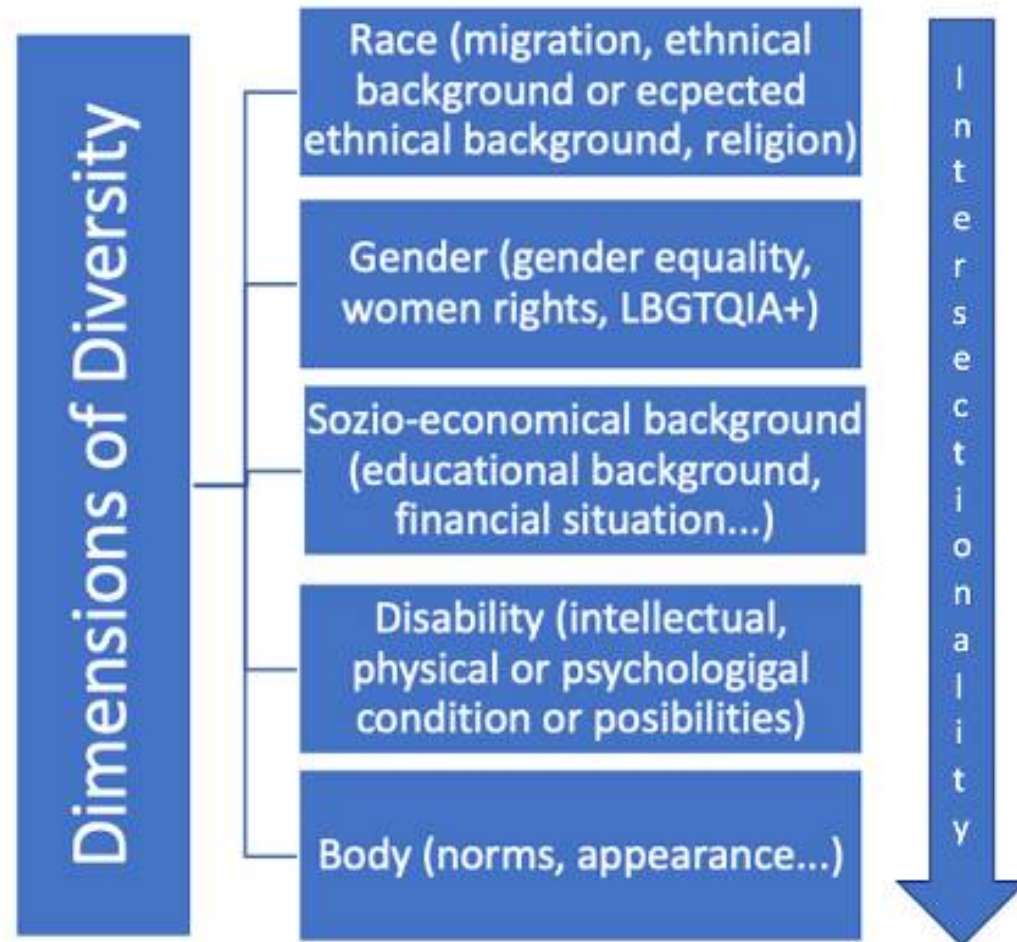 Dimensions of Diversity
Race (migration, ethnical
background or ecpected
ethnical background, religion)
Gender (gender equality,
women rights, LBGTQIA+)
Sozio-economical background
(educational background,
financial situation...)
Disability (intellectual,
physical or psychologigal
condition or posibilities)
Body (norms, appearance...)
Intersectionality